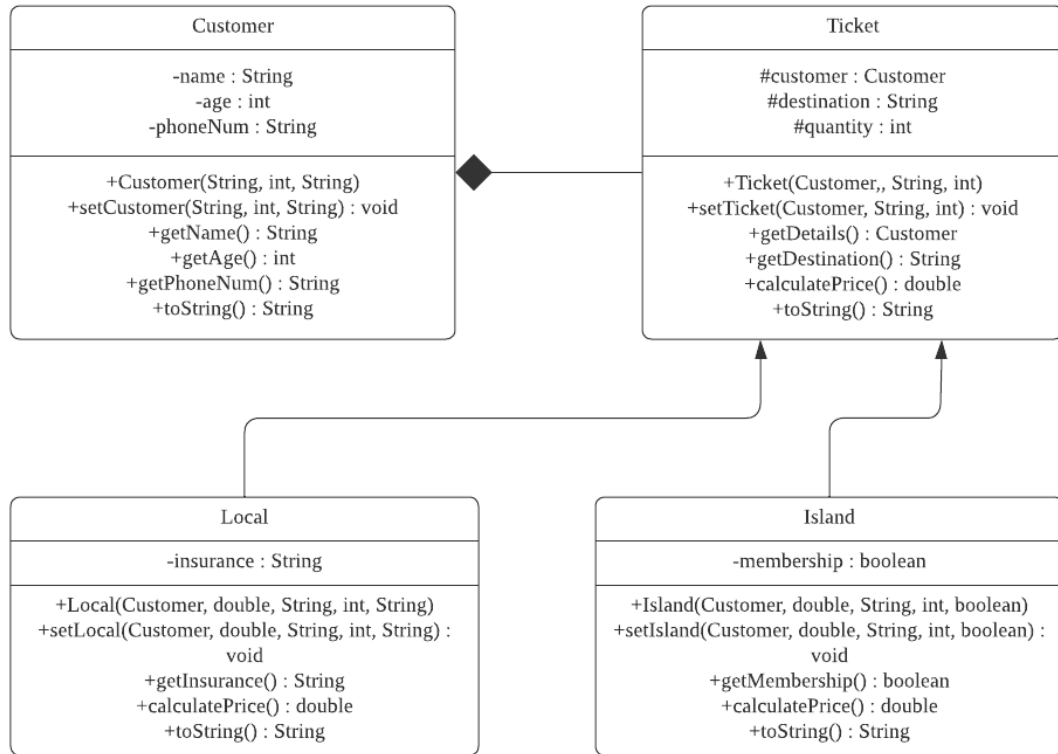 Customer
-name : String
-age : int
-phoneNum : String
+Customer(String, int, String)
+setCustomer(String, int, String) : void
+getName() : String
+getAge() : int
+getPhoneNum() : String
+toString() : String
Ticket
#customer : Customer
#destination : String
#quantity : int
+Ticket(Customer,, String, int)
+setTicket(Customer, String, int) : void
+getDetails() : Customer
+getDestination() : String
+calculatePrice() : double
+toString() : String
Local
-insurance : String
+Local(Customer, double, String, int, String)
+setLocal(Customer, double, String, int, String) :
void
+getInsurance() : String
+calculatePrice() : double
+toString() : String
Island
-membership : boolean
+Island(Customer, double, String, int, boolean)
+setIsland(Customer, double, String, int, boolean) :
void
+getMembership() : boolean
+calculatePrice() : double
+toString() : String